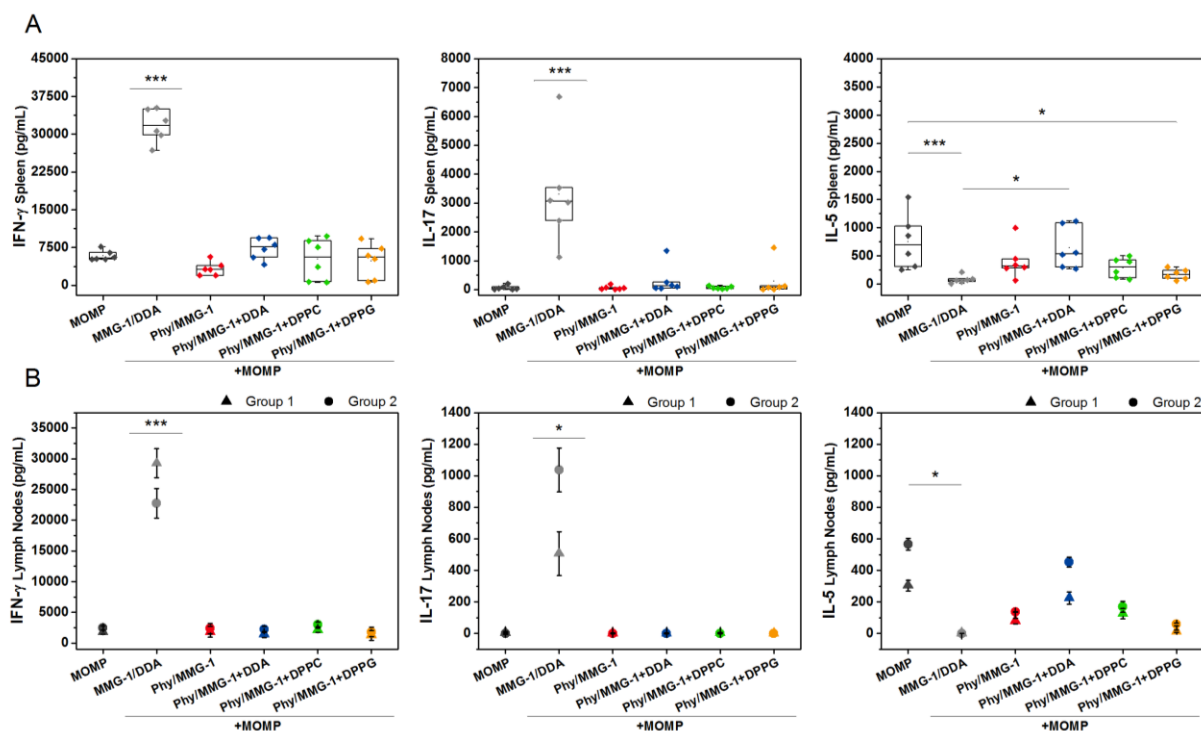 A
IFN-γ Spleen (pg/mL)
45000
37500
30000
22500
15000
7500
0
***
MOMP
MMG-1/DDA
Phy/MMG-1
Phy/MMG-1+DDA
Phy/MMG-1+DPPC
Phy/MMG-1+DPPG
+MOMP
IL-17 Spleen (pg/mL)
8000
7000
6000
5000
4000
3000
2000
1000
0
***
MOMP
MMG-1/DDA
Phy/MMG-1
Phy/MMG-1+DDA
Phy/MMG-1+DPPC
Phy/MMG-1+DPPG
+MOMP
IL-5 Spleen (pg/mL)
4000
3500
3000
2500
2000
1500
1000
500
0
*
***
*
MOMP
MMG-1/DDA
Phy/MMG-1
Phy/MMG-1+DDA
Phy/MMG-1+DPPC
Phy/MMG-1+DPPG
+MOMP
B
Group 1 Group 2
IFN-γ Lymph Nodes (pg/mL)
35000
30000
25000
20000
15000
10000
5000
0
***
MOMP
MMG-1/DDA
Phy/MMG-1
Phy/MMG-1+DDA
Phy/MMG-1+DPPC
Phy/MMG-1+DPPG
+MOMP
Group 1 Group 2
IL-17 Lymph Nodes (pg/mL)
1400
1200
1000
800
600
400
200
0
*
MOMP
MMG-1/DDA
Phy/MMG-1
Phy/MMG-1+DDA
Phy/MMG-1+DPPC
Phy/MMG-1+DPPG
+MOMP
Group 1 Group 2
IL-5 Lymph Nodes (pg/mL)
1400
1200
1000
800
600
400
200
0
*
MOMP
MMG-1/DDA
Phy/MMG-1
Phy/MMG-1+DDA
Phy/MMG-1+DPPC
Phy/MMG-1+DPPG
+MOMP